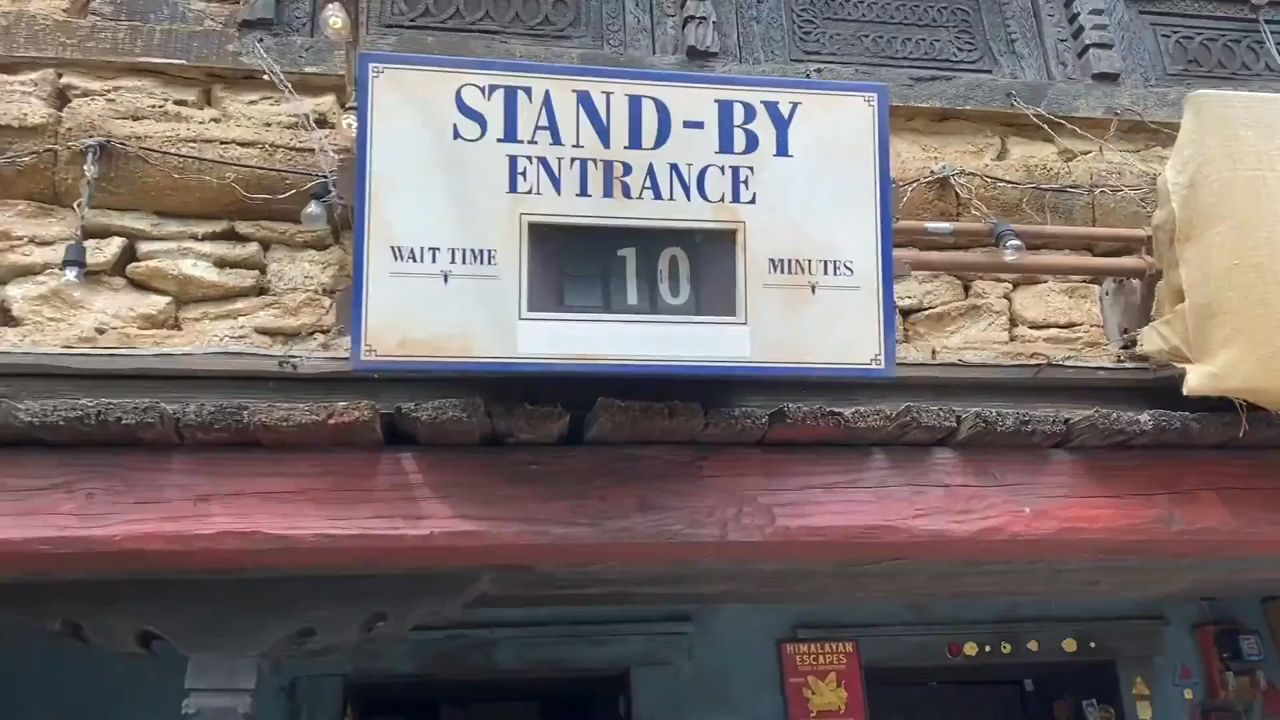 STAND-BY
ENTRANCE
WAIT TIME
10
MINUTES
HIMALAYAN
ESCAPES